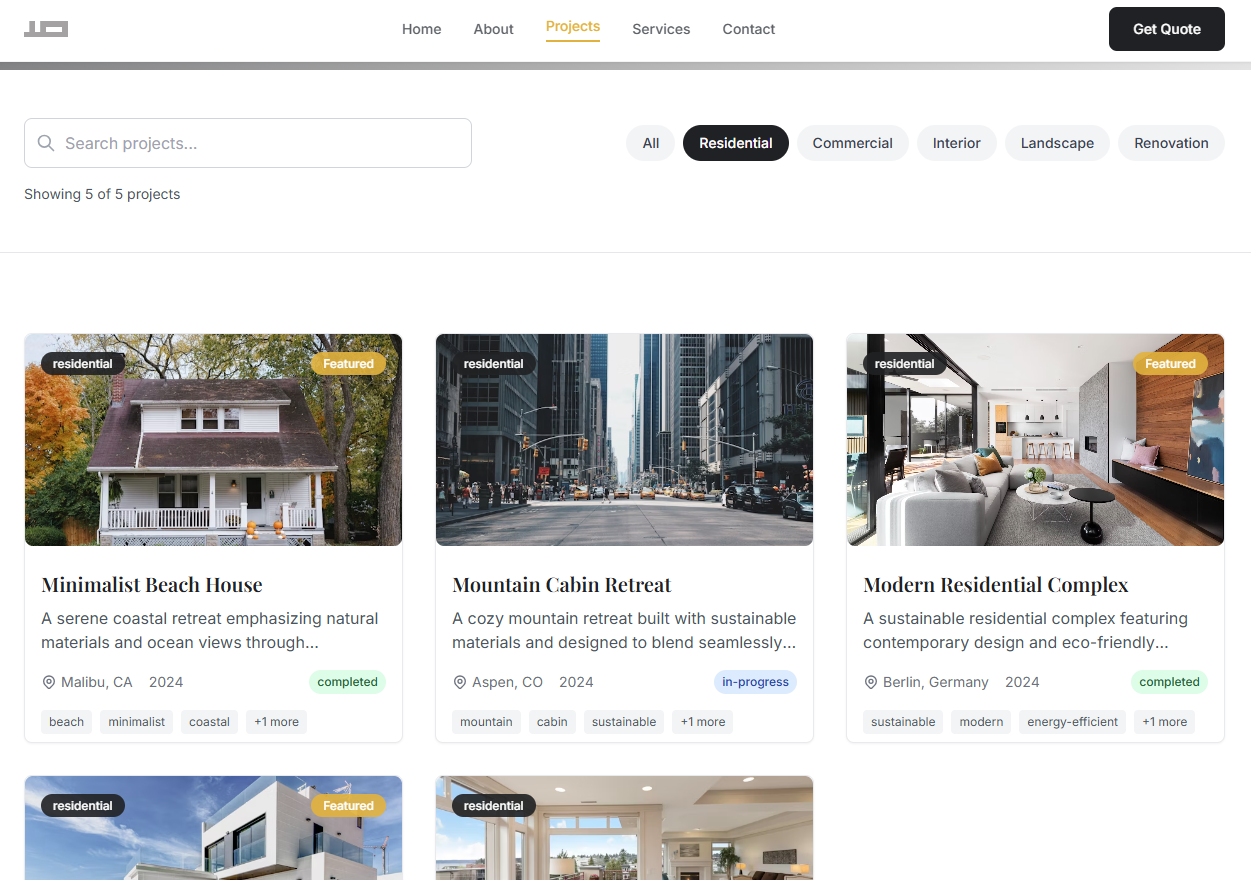 Home
About
Projects
Services
Contact
Get Quote
Search projects...
All
Residential
Commercial
Interior
Landscape
Renovation
Showing 5 of 5 projects
residential
Featured
Minimalist Beach House
A serene coastal retreat emphasizing natural
materials and ocean views through...
Malibu, CA
2024
completed
beach
minimalist
coastal
+1 more
residential
Mountain Cabin Retreat
A cozy mountain retreat built with sustainable
materials and designed to blend seamlessly...
Aspen, CO
2024
in-progress
mountain
cabin
sustainable
+1 more
residential
Featured
Modern Residential Complex
A sustainable residential complex featuring
contemporary design and eco-friendly...
Berlin, Germany
2024
completed
sustainable
modern
energy-efficient
+1 more
residential
Featured
residential